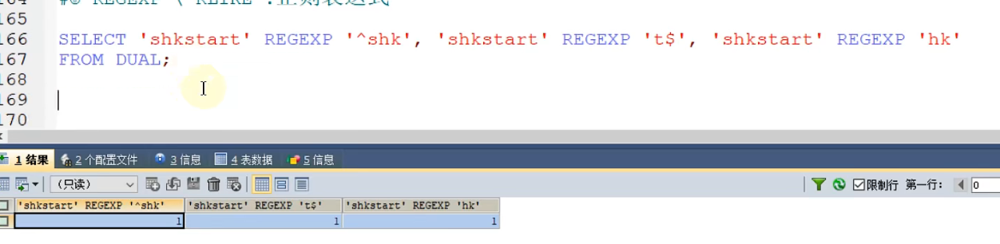 164 #⑥ REGEXP \ RLIKE :正则表达式
165
166 SELECT 'shkstart' REGEXP '^shk', 'shkstart' REGEXP 't$', 'shkstart' REGEXP 'hk'
167 FROM DUAL;
168
169
170
1 结果 2 个配置文件 3 信息 4 表数据 5 信息
(只读) 限制行 第一行: 0
'shkstart' REGEXP '^shk' 'shkstart' REGEXP 't$' 'shkstart' REGEXP 'hk'
1 1 1